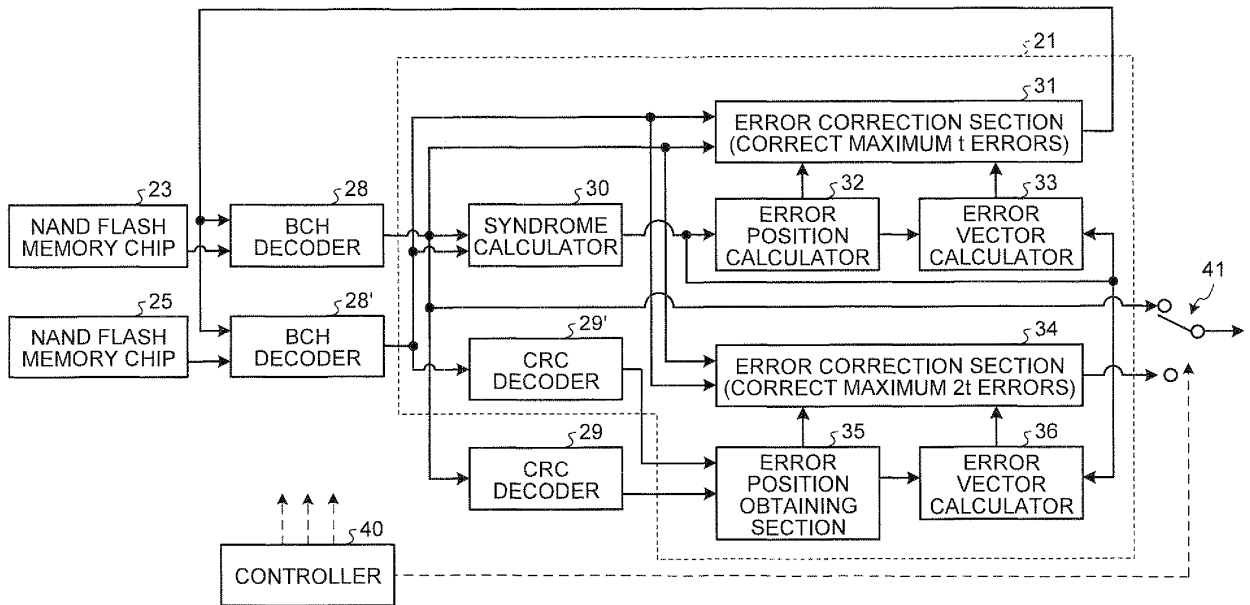 21
31
ERROR CORRECTION SECTION
(CORRECT MAXIMUM t ERRORS)
23
NAND FLASH
MEMORY CHIP
28
BCH
DECODER
30
SYNDROME
CALCULATOR
32
ERROR
POSITION
CALCULATOR
33
ERROR
VECTOR
CALCULATOR
41
25
NAND FLASH
MEMORY CHIP
28'
BCH
DECODER
29'
CRC
DECODER
34
ERROR CORRECTION SECTION
(CORRECT MAXIMUM 2t ERRORS)
29
CRC
DECODER
35
ERROR
POSITION
OBTAINING
SECTION
36
ERROR
VECTOR
CALCULATOR
40
CONTROLLER